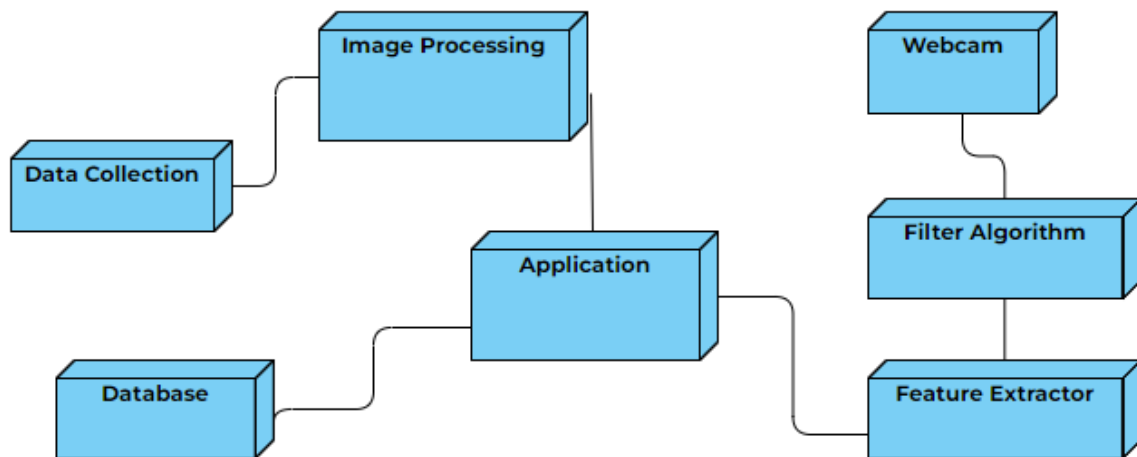 Image Processing
Webcam
Data Collection
Filter Algorithm
Application
Database
Feature Extractor